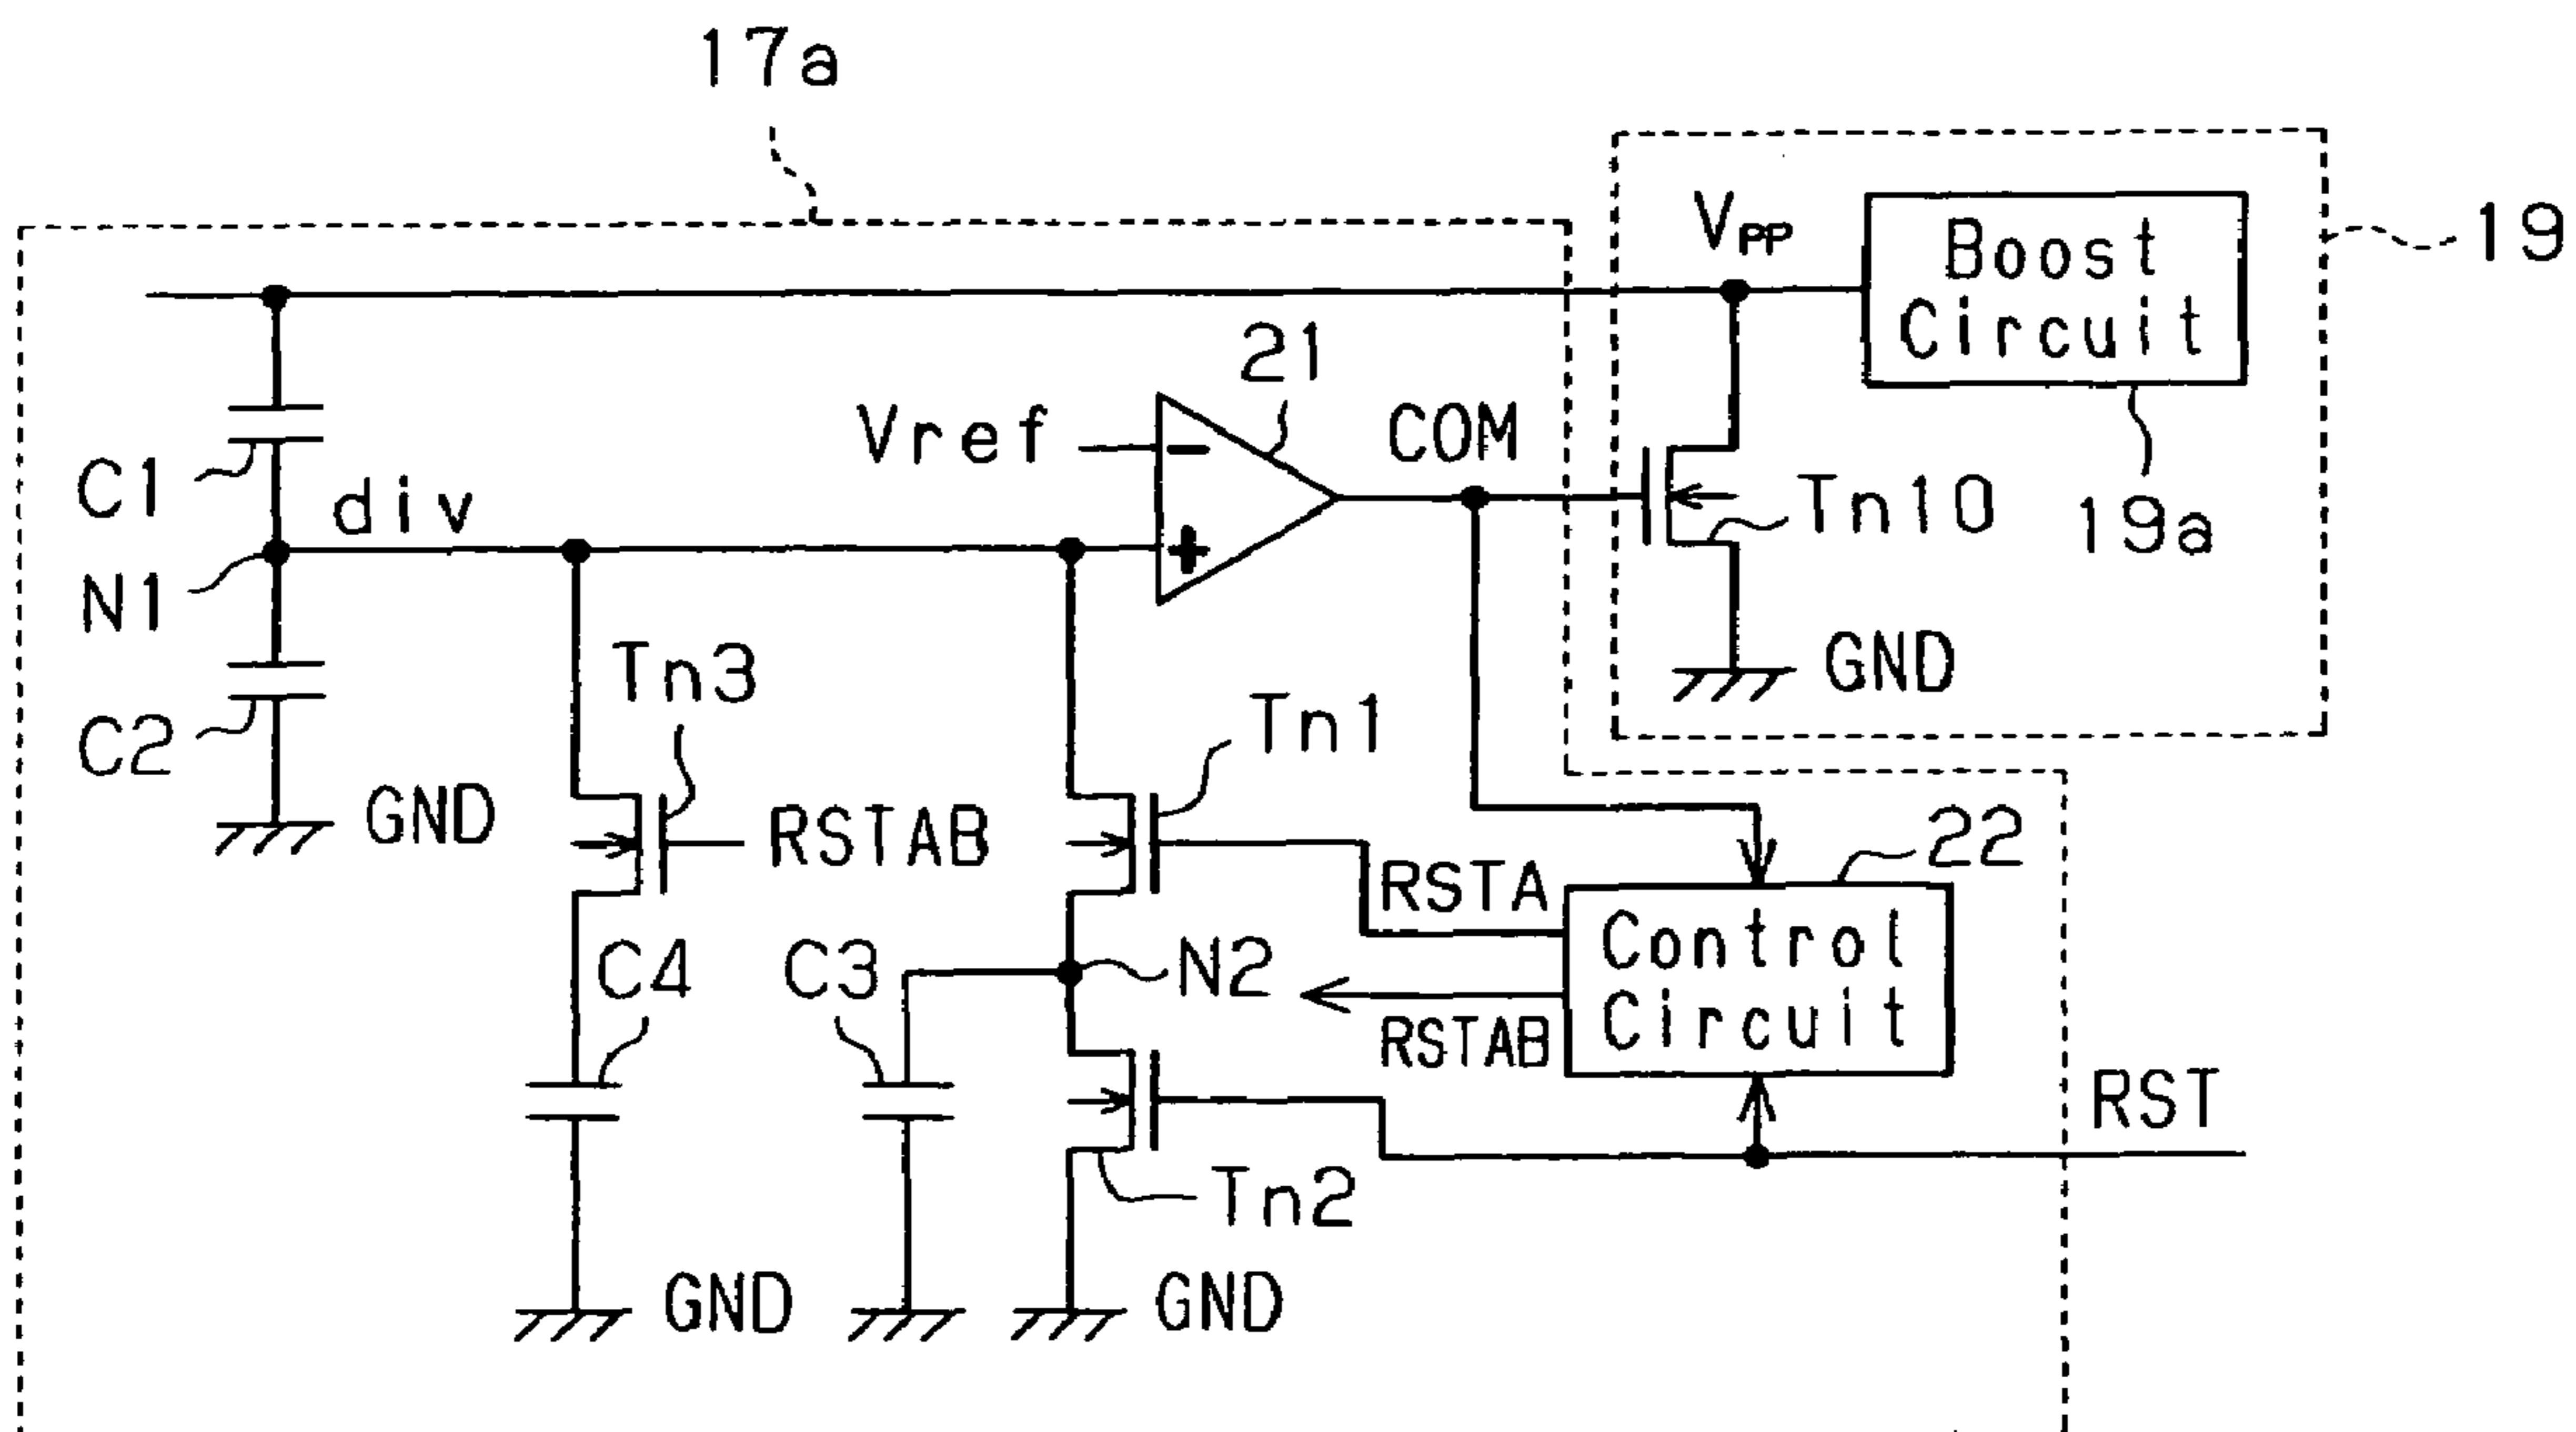 17a
19
VPP
Boost
Circuit
21
Vref
COM
C1
div
Tn10
19a
N1
GND
Tn3
Tn1
C2
GND
RSTAB
22
RSTA
Control
Circuit
C4
C3
N2
RSTAB
RST
Tn2
GND
GND